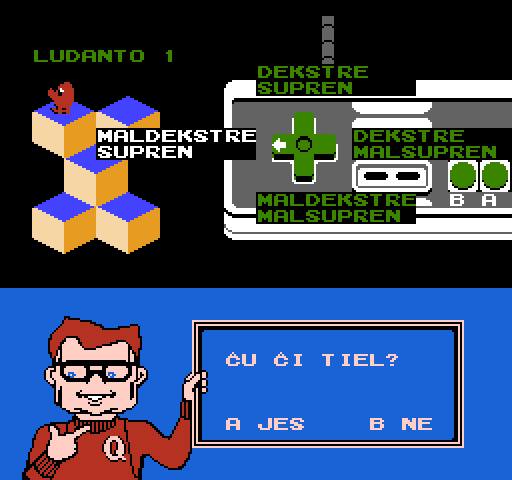 LUDANTO 1
DEKSTRE
SUPREN
MALDEKSTRE
SUPREN
DEKSTRE
MALSUPREN
MALDEKSTRE
MALSUPREN
B A
ĈU ĈI TIEL?
A JES B NE
Q